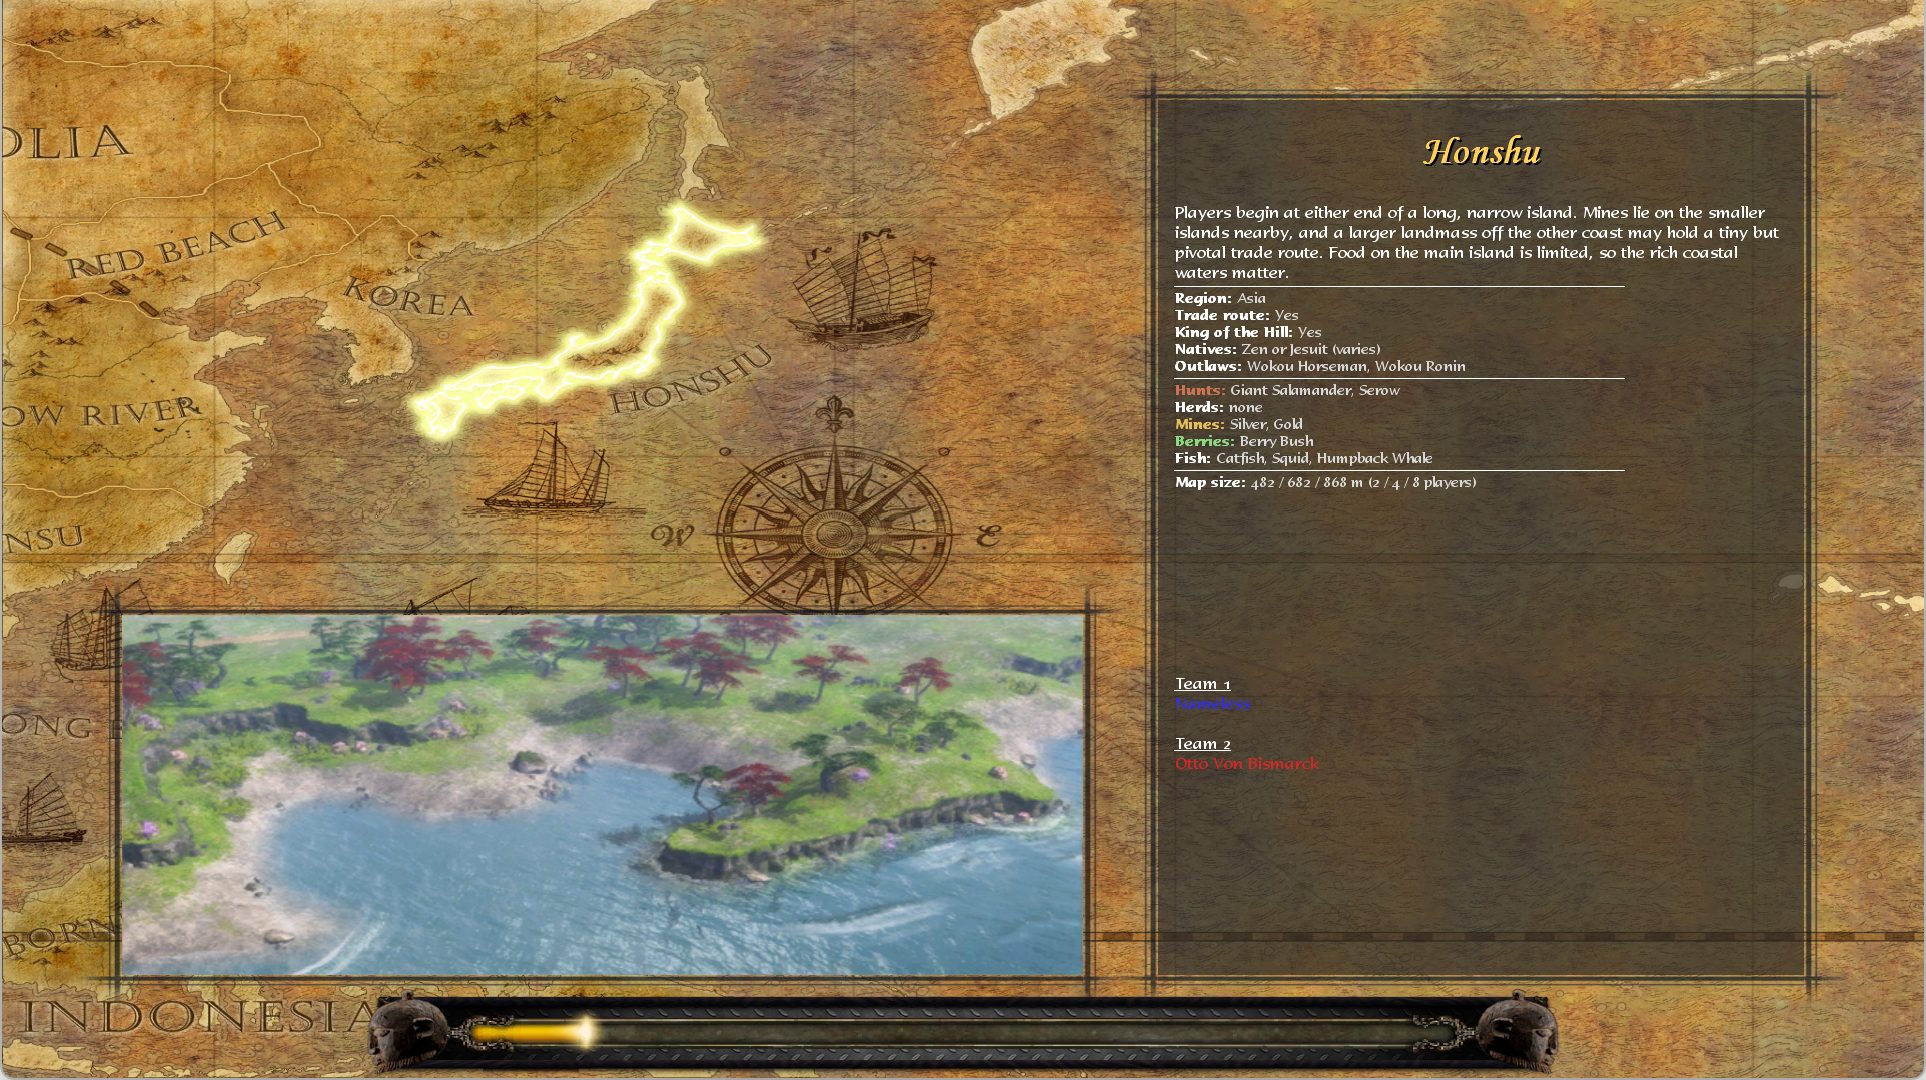 OLIA
RED BEACH
KOREA
OW RIVER
HONSHU
NSU
W
E
ONG
BORN
INDONESIA
Honshu
Players begin at either end of a long, narrow island. Mines lie on the smaller
islands nearby, and a larger landmass off the other coast may hold a tiny but
pivotal trade route. Food on the main island is limited, so the rich coastal
waters matter.
Region: Asia
Trade route: Yes
King of the Hill: Yes
Natives: Zen or Jesuit (varies)
Outlaws: Wokou Horseman, Wokou Ronin
Hunts: Giant Salamander, Serow
Herds: none
Mines: Silver, Gold
Berries: Berry Bush
Fish: Catfish, Squid, Humpback Whale
Map size: 482 / 682 / 868 m (2 / 4 / 8 players)
Team 1
Team 2
Otto Von Bismarck